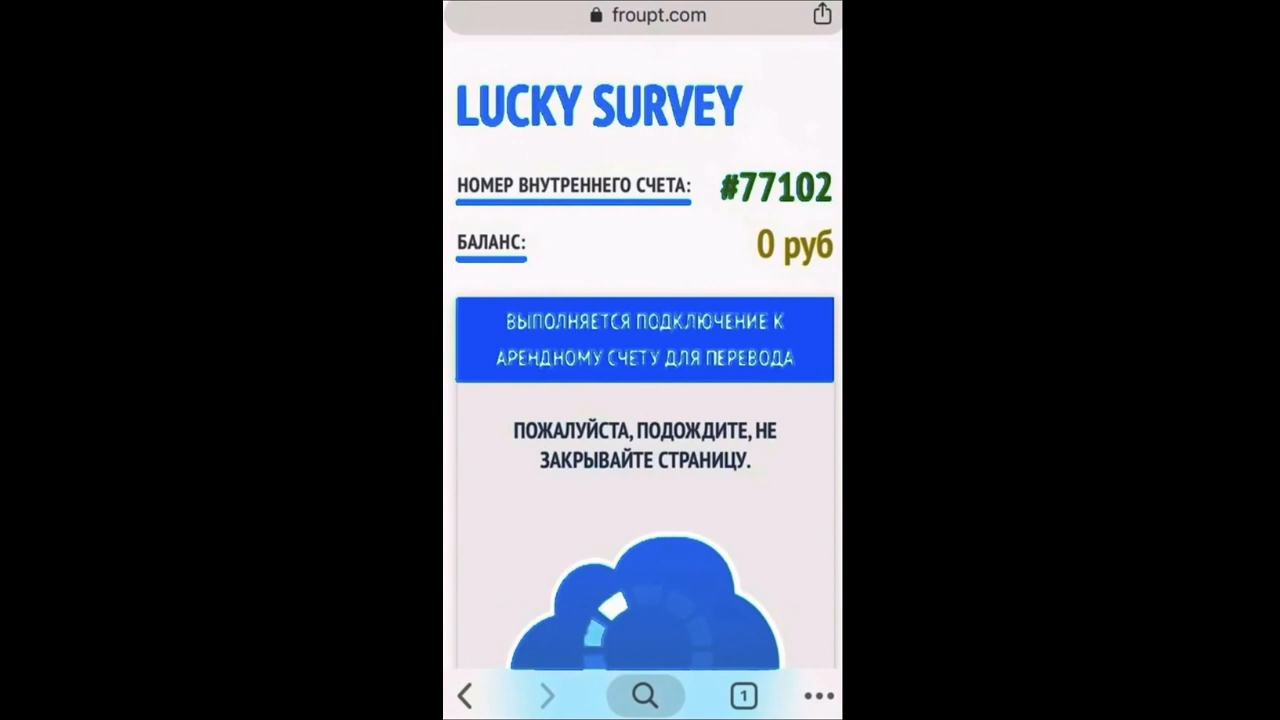 froupt.com
LUCKY SURVEY
НОМЕР ВНУТРЕННЕГО СЧЕТА: #77102
БАЛАНС: 0 руб
ВЫПОЛНЯЕТСЯ ПОДКЛЮЧЕНИЕ К
АРЕНДНОМУ СЧЕТУ ДЛЯ ПЕРЕВОДА
ПОЖАЛУЙСТА, ПОДОЖДИТЕ, НЕ
ЗАКРЫВАЙТЕ СТРАНИЦУ.
1